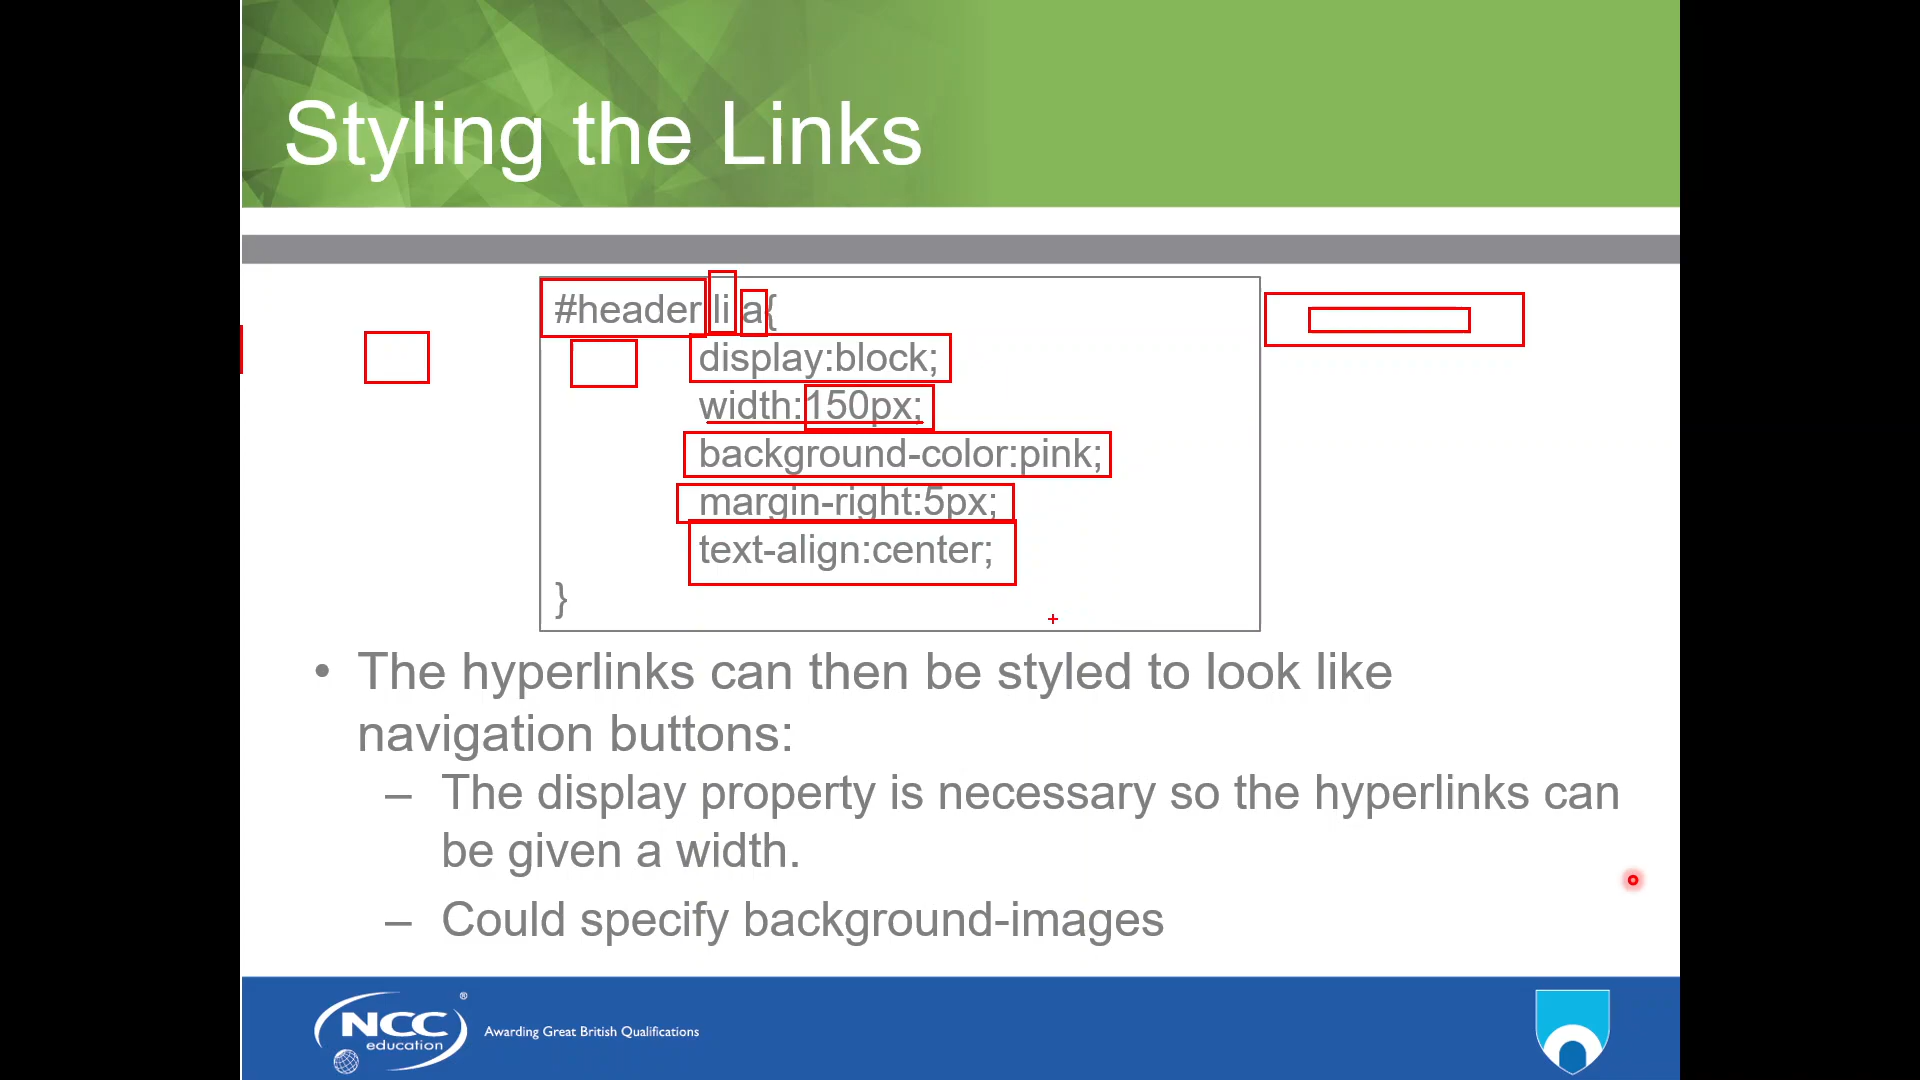 Styling the Links
#header li a{
display:block;
width:150px;
background-color:pink;
margin-right:5px;
text-align:center;
}
• The hyperlinks can then be styled to look like
navigation buttons:
– The display property is necessary so the hyperlinks can
be given a width.
– Could specify background-images
NCC ®
education
Awarding Great British Qualifications